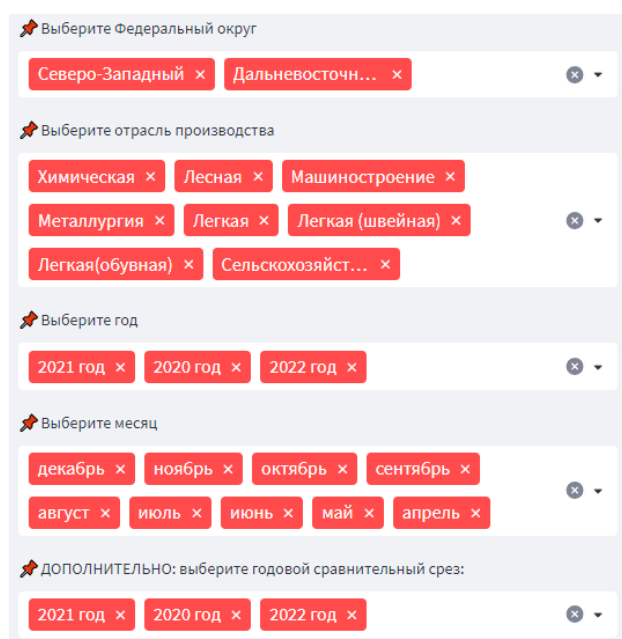 Выберите Федеральный округ
Северо-Западный × Дальневосточн... ×
Выберите отрасль производства
Химическая × Лесная × Машиностроение ×
Металлургия × Легкая × Легкая (швейная) ×
Легкая(обувная) × Сельскохозяйст... ×
Выберите год
2021 год × 2020 год × 2022 год ×
Выберите месяц
декабрь × ноябрь × октябрь × сентябрь ×
август × июль × июнь × май × апрель ×
ДОПОЛНИТЕЛЬНО: выберите годовой сравнительный срез:
2021 год × 2020 год × 2022 год ×